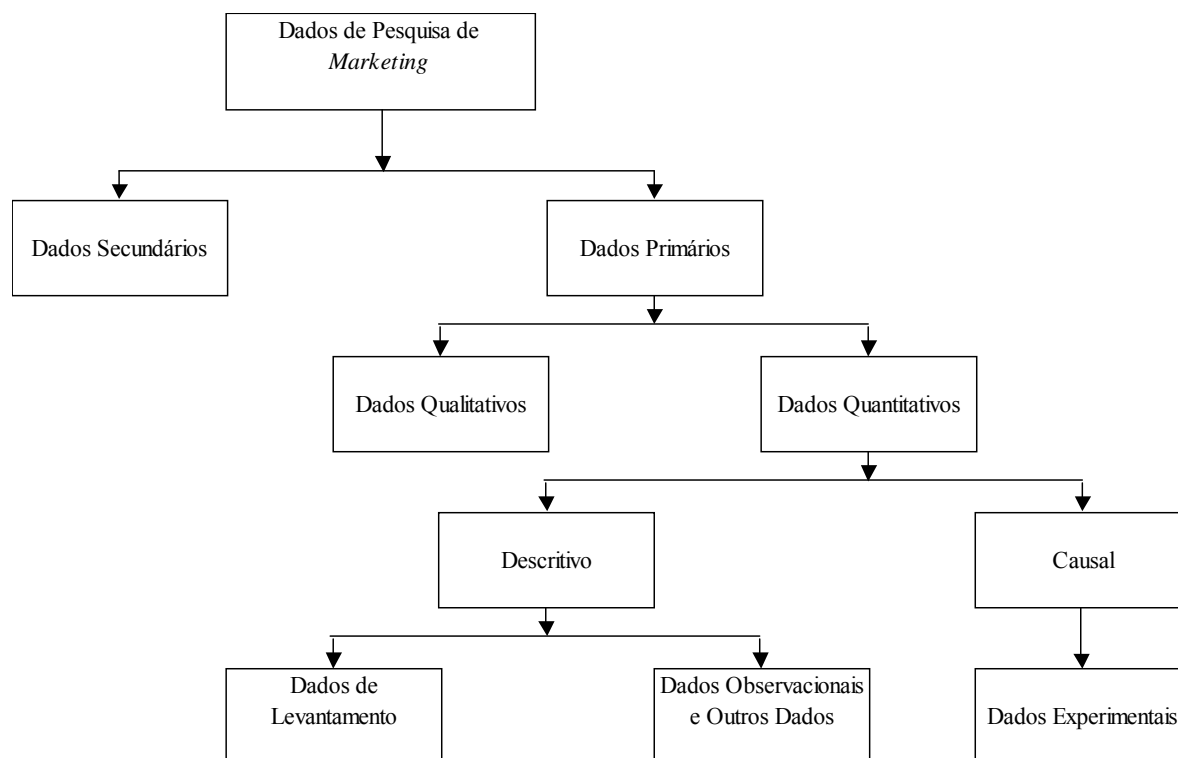 Dados de Pesquisa de
Marketing
Dados Secundários
Dados Primários
Dados Qualitativos
Dados Quantitativos
Descritivo
Causal
Dados de
Levantamento
Dados Observacionais
e Outros Dados
Dados Experimentais